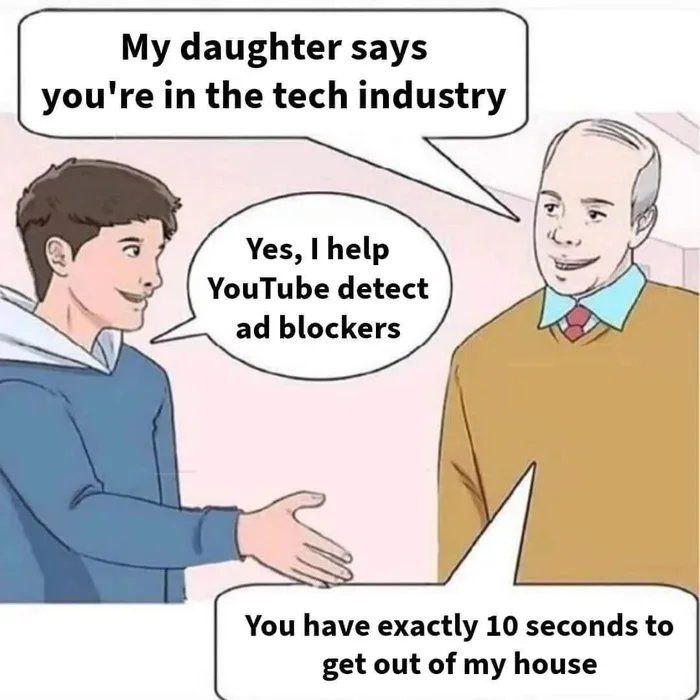 My daughter says
you're in the tech industry
Yes, I help
YouTube detect
ad blockers
You have exactly 10 seconds to
get out of my house